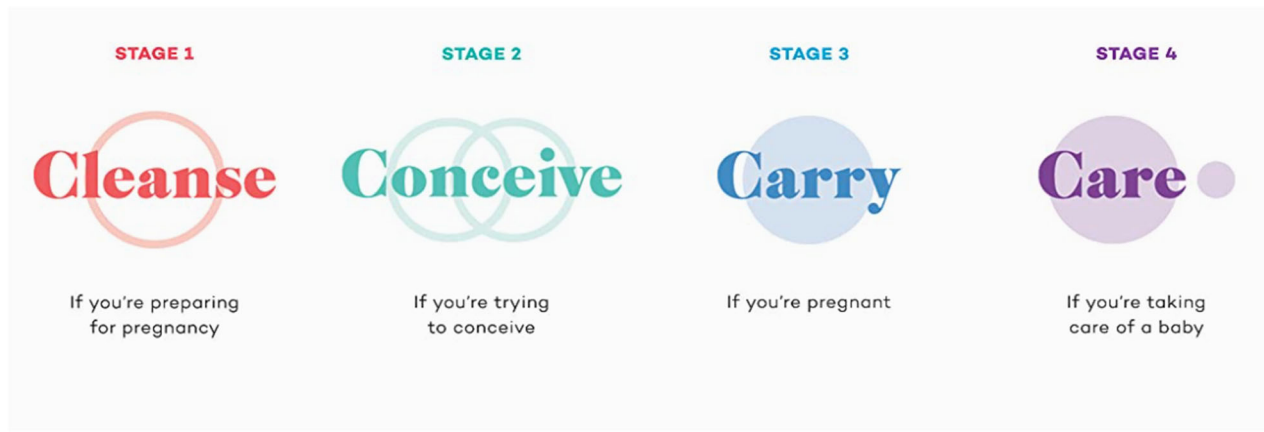 STAGE 1
Cleanse
If you're preparing
for pregnancy
STAGE 2
Conceive
If you're trying
to conceive
STAGE 3
Carry
If you're pregnant
STAGE 4
Care
If you're taking
care of a baby